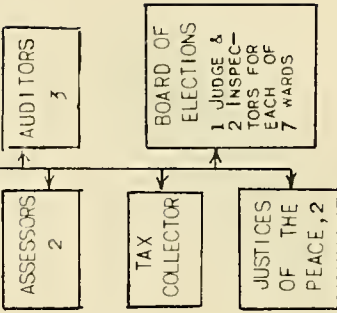 AUDITORS
3
ASSESSORS
2
BOARD OF
ELECTIONS
1 JUDGE &
2 INSPEC-
TORS FOR
EACH OF
7 WARDS
TAX
COLLECTOR
JUSTICES
OF THE
PEACE, 2